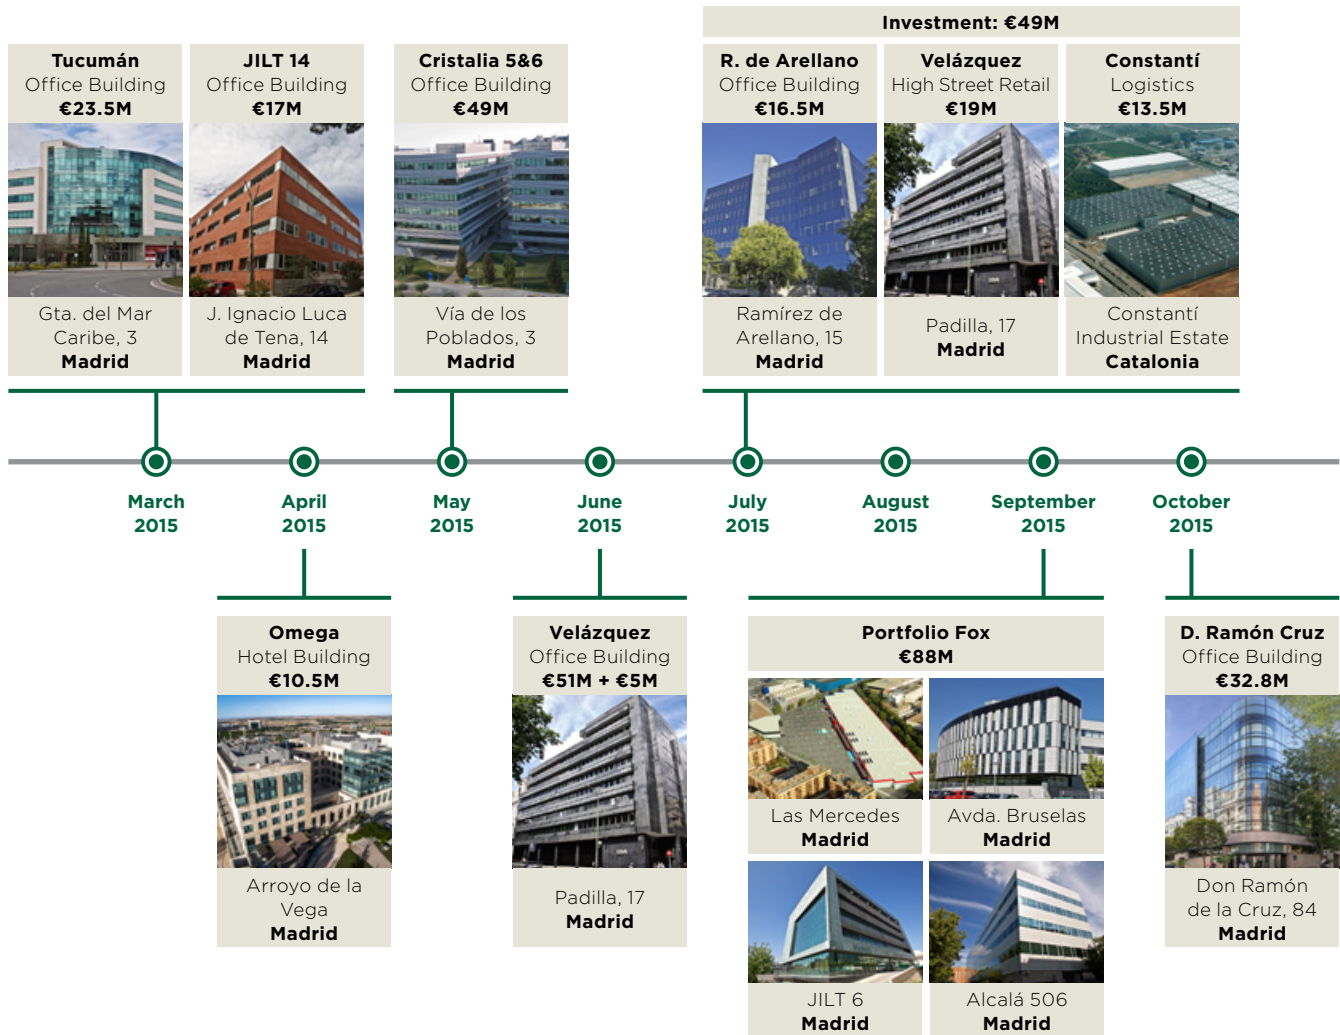 Investment: €49M
Tucumán
Office Building
€23.5M
Gta. del Mar
Caribe, 3
Madrid
JILT 14
Office Building
€17M
J. Ignacio Luca
de Tena, 14
Madrid
Cristalia 5&6
Office Building
€49M
Vía de los
Poblados, 3
Madrid
R. de Arellano
Office Building
€16.5M
Ramírez de
Arellano, 15
Madrid
Velázquez
High Street Retail
€19M
Padilla, 17
Madrid
Constantí
Logistics
€13.5M
Constantí
Industrial Estate
Catalonia
March
2015
April
2015
May
2015
June
2015
July
2015
August
2015
September
2015
October
2015
Omega
Hotel Building
€10.5M
Arroyo de la
Vega
Madrid
Velázquez
Office Building
€51M + €5M
Padilla, 17
Madrid
Portfolio Fox
€88M
Las Mercedes
Madrid
Avda. Bruselas
Madrid
JILT 6
Madrid
Alcalá 506
Madrid
D. Ramón Cruz
Office Building
€32.8M
Don Ramón
de la Cruz, 84
Madrid